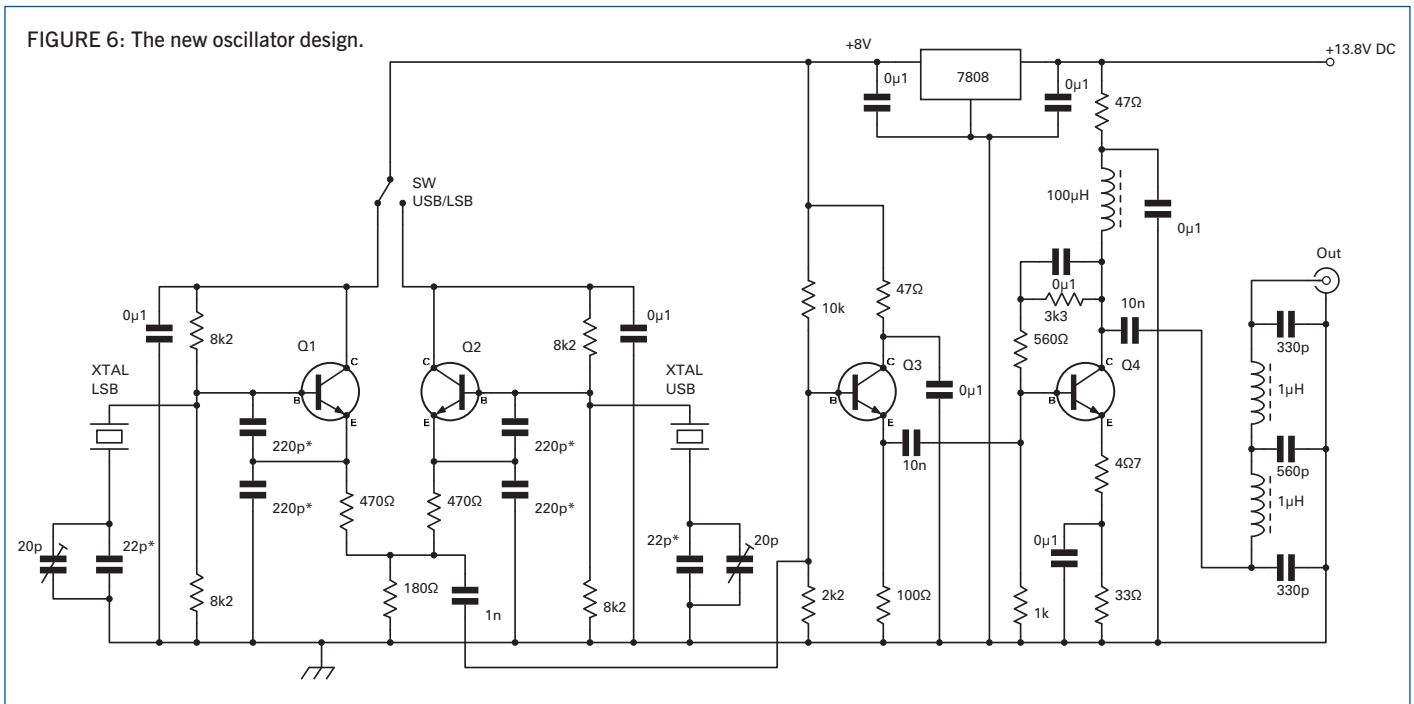 FIGURE 6: The new oscillator design.
+8V
+13.8V DC
7808
0µ1
0µ1
47Ω
SW
USB/LSB
100µH
0µ1
Out
0µ1
8k2
Q1
C
B
E
Q2
C
B
E
8k2
0µ1
10k
47Ω
0µ1
3k3
560Ω
10n
330p
XTAL
LSB
XTAL
USB
Q3
C
B
E
0µ1
Q4
C
B
E
1µH
220p*
220p*
10n
560p
220p*
470Ω
470Ω
220p*
4Ω7
1µH
20p
22p*
22p*
20p
0µ1
8k2
180Ω
1n
8k2
2k2
100Ω
1k
33Ω
330p